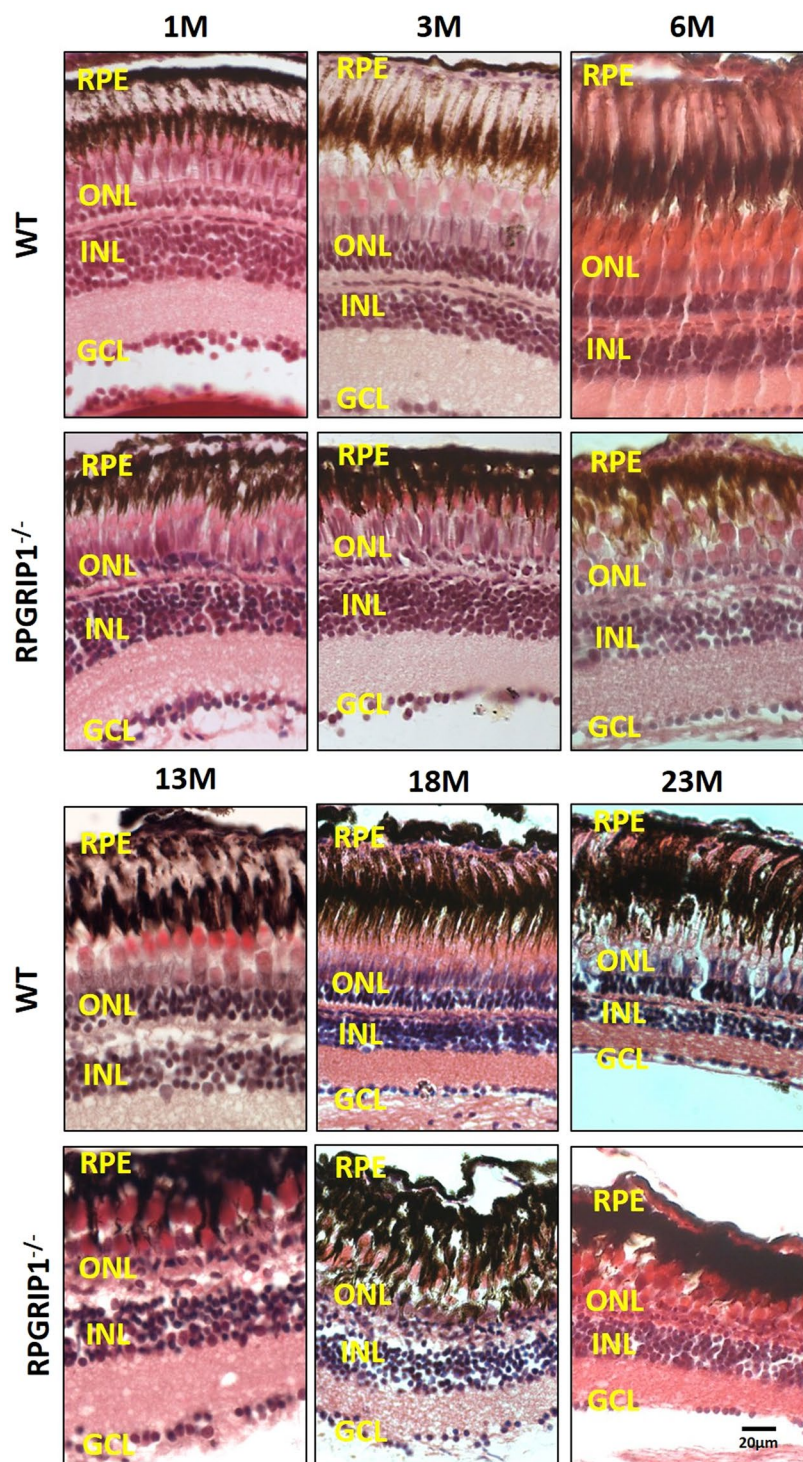 1M 3M 6M
WT
RPE RPE RPE
ONL ONL ONL
INL INL INL
GCL GCL
RPGRIP1-/-
RPE RPE RPE
ONL ONL ONL
INL INL INL
GCL GCL GCL
13M 18M 23M
WT
RPE RPE RPE
ONL ONL ONL
INL INL INL
GCL GCL
RPGRIP1-/-
RPE RPE RPE
ONL ONL ONL
INL INL INL
GCL GCL GCL
20µm